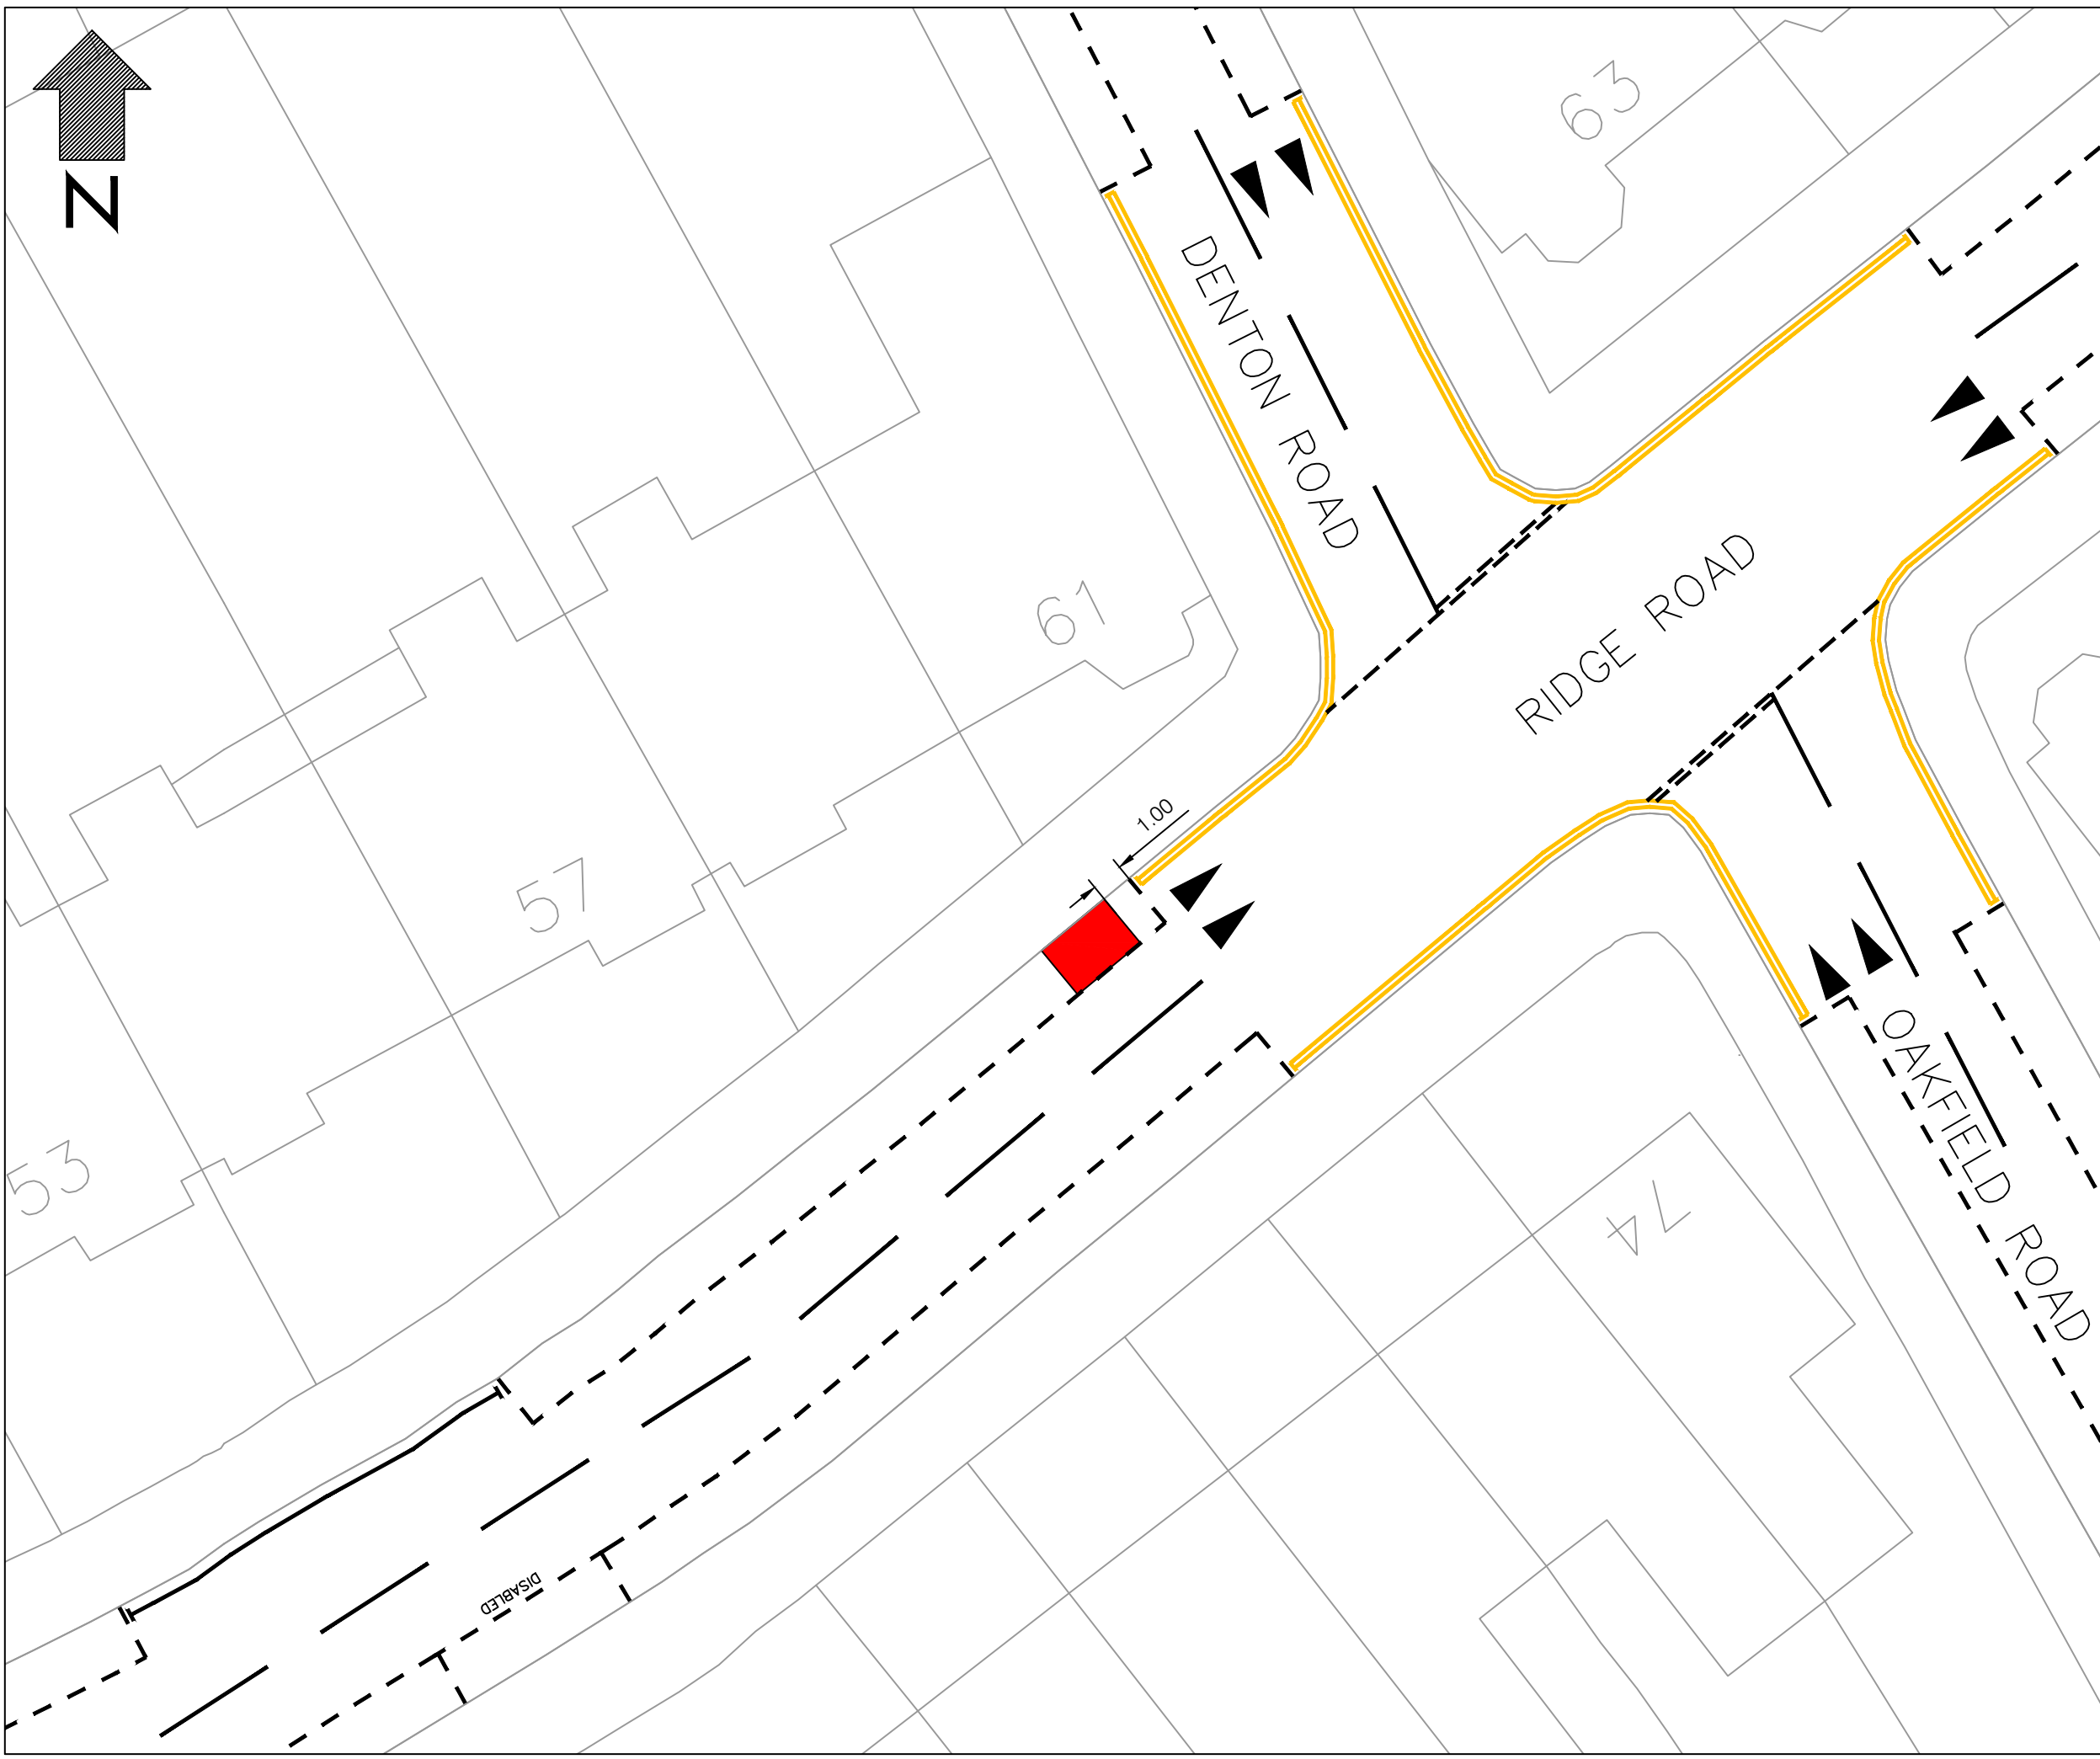 N
63
DENTON ROAD
RIDGE ROAD
61
1.00
57
53
OAKFIELD ROAD
74
DISABLED